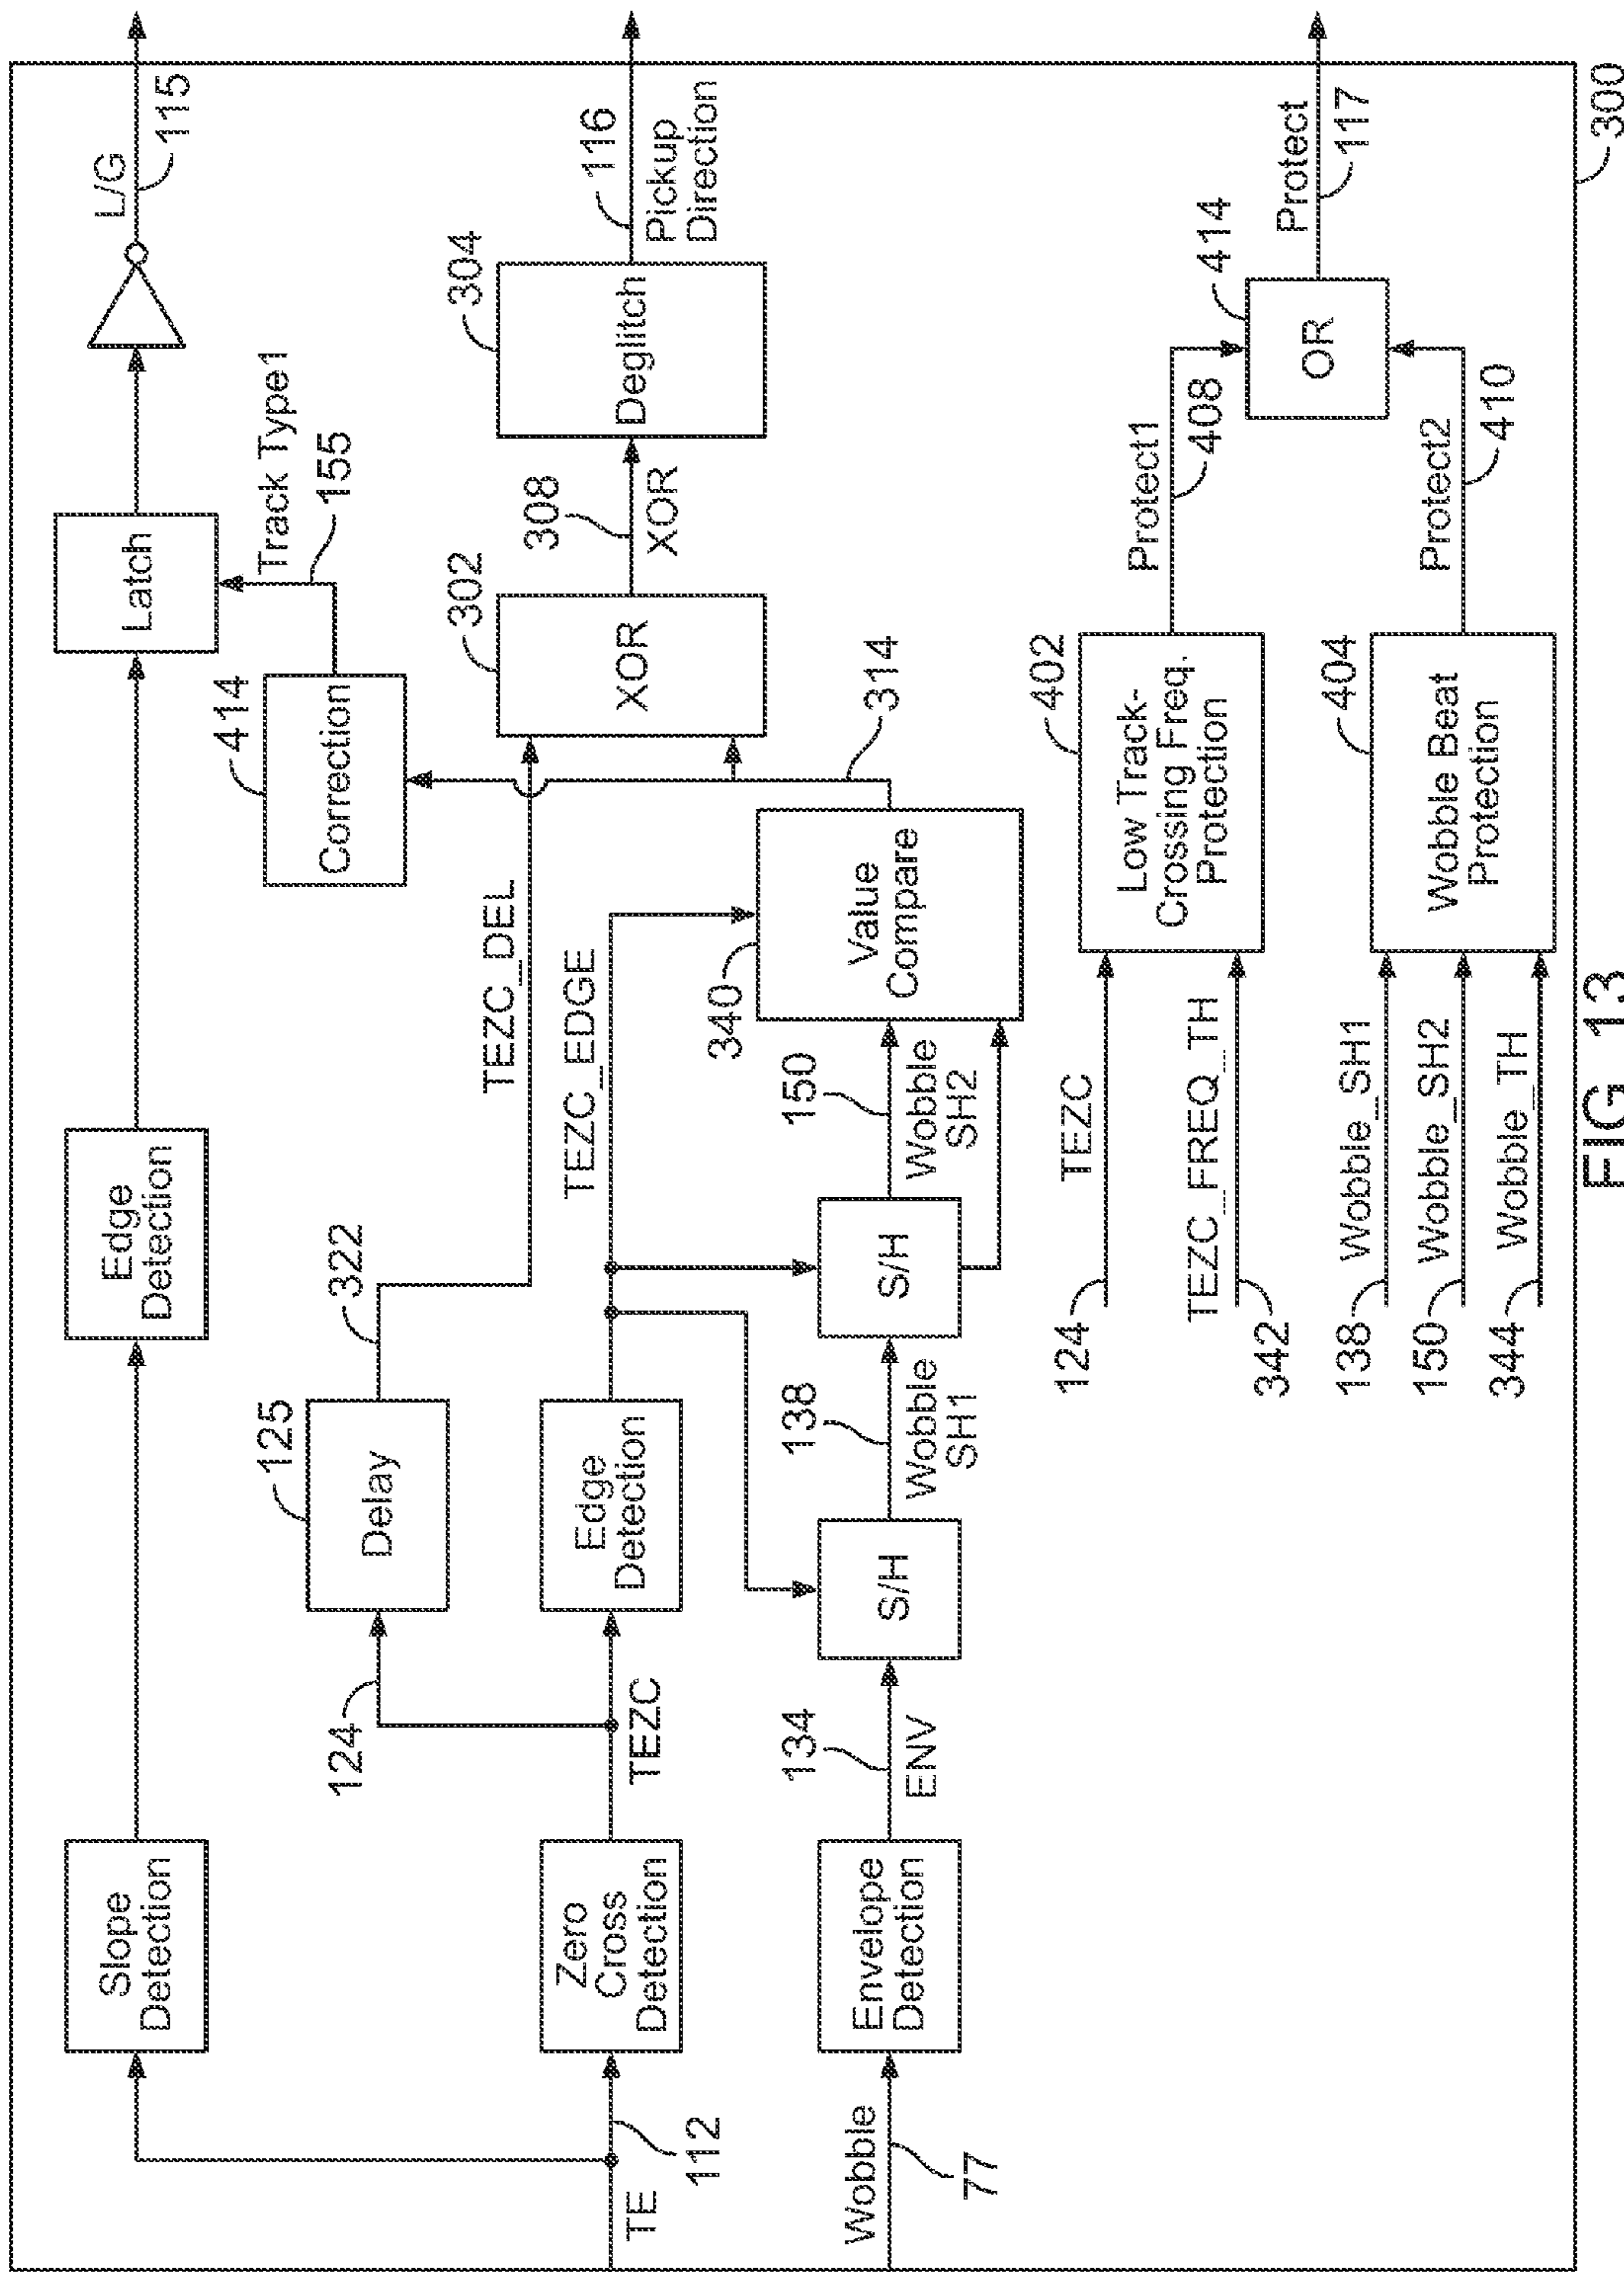 L/G
115
Slope
Detection
Edge
Detection
Latch
Track Type1
155
414
Correction
125
Delay
322
124
TEZC_DEL
302
XOR
308
XOR
304
Deglitch
116
Pickup
Direction
TE
112
Zero
Cross
Detection
TEZC
Edge
Detection
TEZC_EDGE
340
Value
Compare
314
Wobble
77
Envelope
Detection
134
ENV
S/H
138
Wobble
SH1
S/H
150
Wobble
SH2
124
TEZC
TEZC_FREQ_TH
342
402
Low Track-
Crossing Freq.
Protection
Protect1
408
138
Wobble_SH1
150
Wobble_SH2
344
Wobble_TH
404
Wobble Beat
Protection
Protect2
410
414
OR
Protect
117
300
FIG. 13